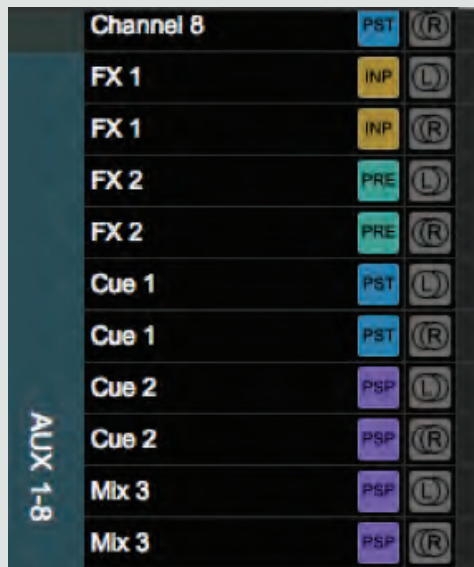 Channel 8 PST R
FX 1 INP L
FX 1 INP R
FX 2 PRE L
FX 2 PRE R
Cue 1 PST L
Cue 1 PST R
Cue 2 PSP L
Cue 2 PSP R
Mix 3 PSP L
Mix 3 PSP R
AUX 1-8